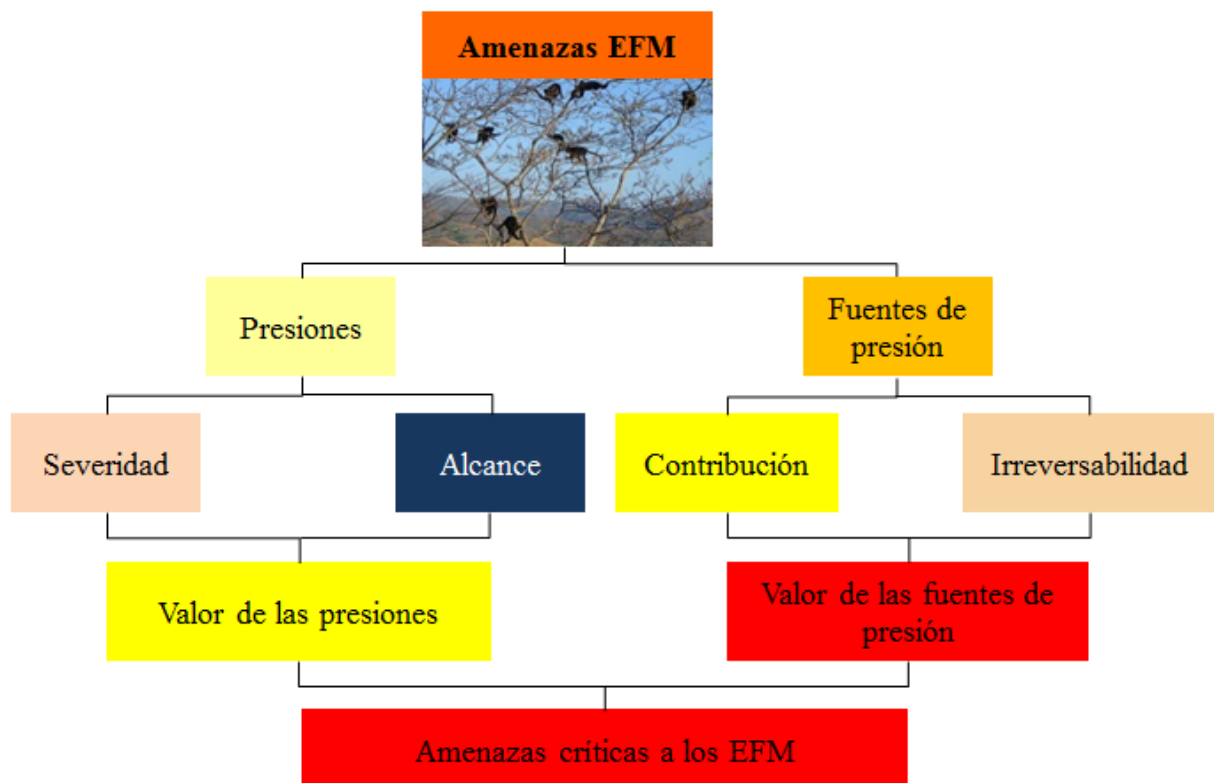 Amenazas EFM
Presiones
Fuentes de
presión
Severidad
Alcance
Contribución
Irreversabilidad
Valor de las presiones
Valor de las fuentes de
presión
Amenazas críticas a los EFM